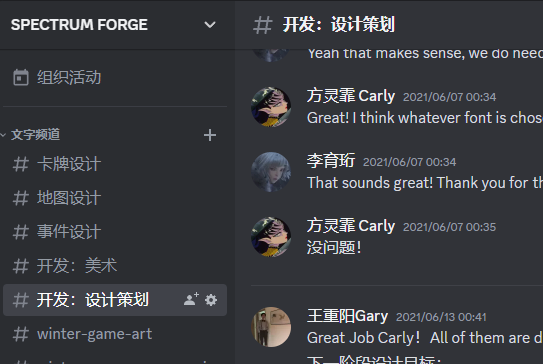 SPECTRUM FORGE
组织活动
文字频道
# 卡牌设计
# 地图设计
# 事件设计
# 开发：美术
# 开发：设计策划
# winter-game-art
# 开发：设计策划
Yeah that makes sense, we do need
方灵霏 Carly 2021/06/07 00:34
Great! I think whatever font is chose
李育珩 2021/06/07 00:34
That sounds great! Thank you for th
方灵霏 Carly 2021/06/07 00:35
没问题！
王重阳Gary 2021/06/13 00:41
Great Job Carly！All of them are d
下一阶段设计目标：